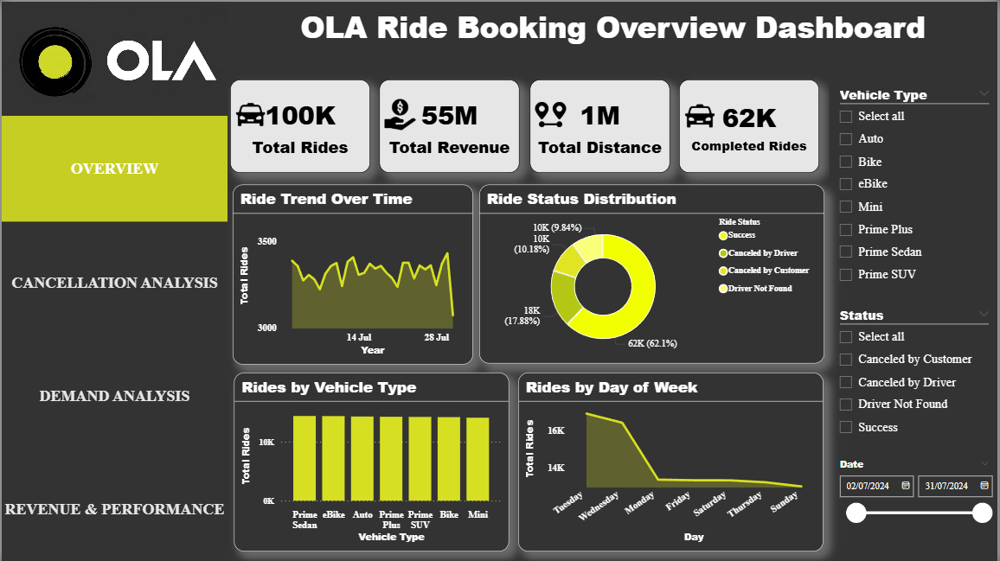 OLA
OLA Ride Booking Overview Dashboard
OVERVIEW
CANCELLATION ANALYSIS
DEMAND ANALYSIS
REVENUE & PERFORMANCE
100K
Total Rides
55M
Total Revenue
1M
Total Distance
62K
Completed Rides
Ride Trend Over Time
Total Rides
3500
3000
14 Jul
28 Jul
Year
Ride Status Distribution
10K (9.84%)
10K
(10.18%)
18K
(17.88%)
62K (62.1%)
Ride Status
Success
Canceled by Driver
Canceled by Customer
Driver Not Found
Rides by Vehicle Type
Total Rides
10K
0K
Prime Sedan
eBike
Auto
Prime Plus
Prime SUV
Bike
Mini
Vehicle Type
Rides by Day of Week
Total Rides
16K
14K
Tuesday
Wednesday
Monday
Friday
Saturday
Thursday
Sunday
Day
Vehicle Type
Select all
Auto
Bike
eBike
Mini
Prime Plus
Prime Sedan
Prime SUV
Status
Select all
Canceled by Customer
Canceled by Driver
Driver Not Found
Success
Date
02/07/2024
31/07/2024